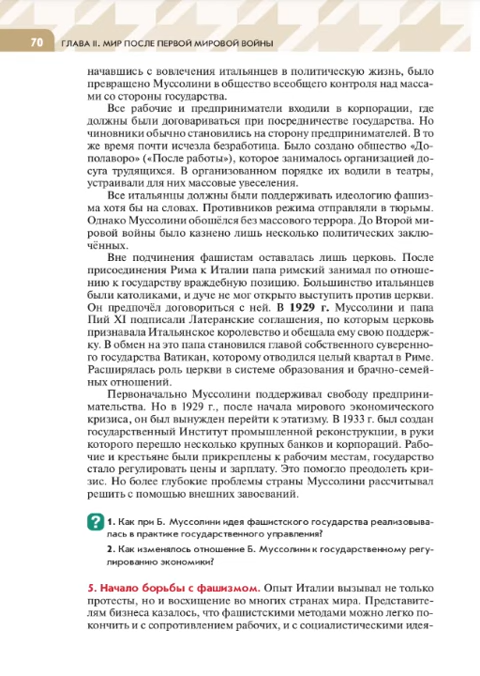 70 ГЛАВА II. МИР ПОСЛЕ ПЕРВОЙ МИРОВОЙ ВОЙНЫ
начавшись с вовлечения итальянцев в политическую жизнь, было
превращено Муссолини в общество всеобщего контроля над масса-
ми со стороны государства.
Все рабочие и предприниматели входили в корпорации, где
должны были договариваться при посредничестве государства. Но
чиновники обычно становились на сторону предпринимателей. В то
же время почти исчезла безработица. Было создано общество «До-
полаворо» («После работы»), которое занималось организацией до-
суга трудящихся. В организованном порядке их водили в театры,
устраивали для них массовые увеселения.
Все итальянцы должны были поддерживать идеологию фашиз-
ма хотя бы на словах. Противников режима отправляли в тюрьмы.
Однако Муссолини обошёлся без массового террора. До Второй ми-
ровой войны было казнено лишь несколько политических заклю-
чённых.
Вне подчинения фашистам оставалась лишь церковь. После
присоединения Рима к Италии папа римский занимал по отноше-
нию к государству враждебную позицию. Большинство итальянцев
были католиками, и дуче не мог открыто выступить против церкви.
Он предпочёл договориться с ней. В 1929 г. Муссолини и папа
Пий XI подписали Латеранские соглашения, по которым церковь
признавала Итальянское королевство и обещала ему свою поддерж-
ку. В обмен на это папа становился главой собственного суверенно-
го государства Ватикан, которому отводился целый квартал в Риме.
Расширялась роль церкви в системе образования и брачно-семей-
ных отношений.
Первоначально Муссолини поддерживал свободу предприни-
мательства. Но в 1929 г., после начала мирового экономического
кризиса, он был вынужден перейти к этатизму. В 1933 г. был создан
государственный Институт промышленной реконструкции, в руки
которого перешло несколько крупных банков и корпораций. Рабо-
чие и крестьяне были прикреплены к рабочим местам, государство
стало регулировать цены и зарплату. Это помогло преодолеть кри-
зис. Но более глубокие проблемы страны Муссолини рассчитывал
решить с помощью внешних завоеваний.
? 1. Как при Б. Муссолини идея фашистского государства реализовыва-
лась в практике государственного управления?
2. Как изменялось отношение Б. Муссолини к государственному регу-
лированию экономики?
5. Начало борьбы с фашизмом. Опыт Италии вызывал не только
протесты, но и восхищение во многих странах мира. Представите-
лям бизнеса казалось, что фашистскими методами можно легко по-
кончить и с сопротивлением рабочих, и с социалистическими идея-